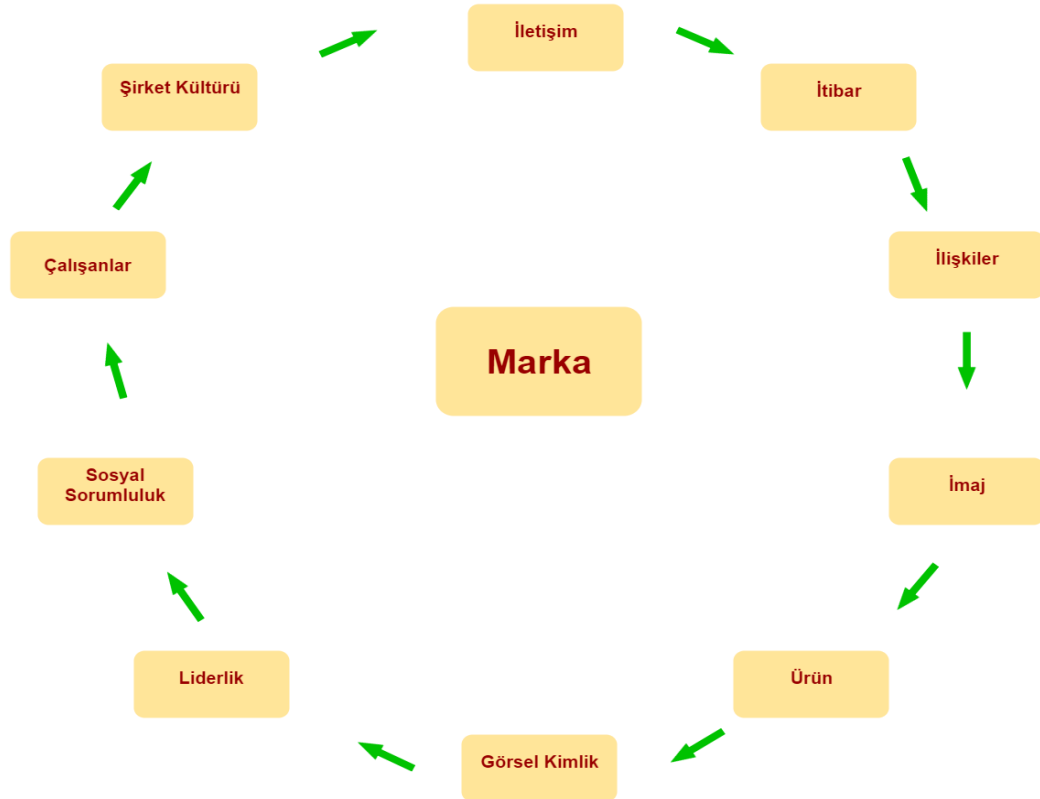 İletişim
İtibar
İlişkiler
İmaj
Ürün
Görsel Kimlik
Liderlik
Sosyal
Sorumluluk
Çalışanlar
Şirket Kültürü
Marka